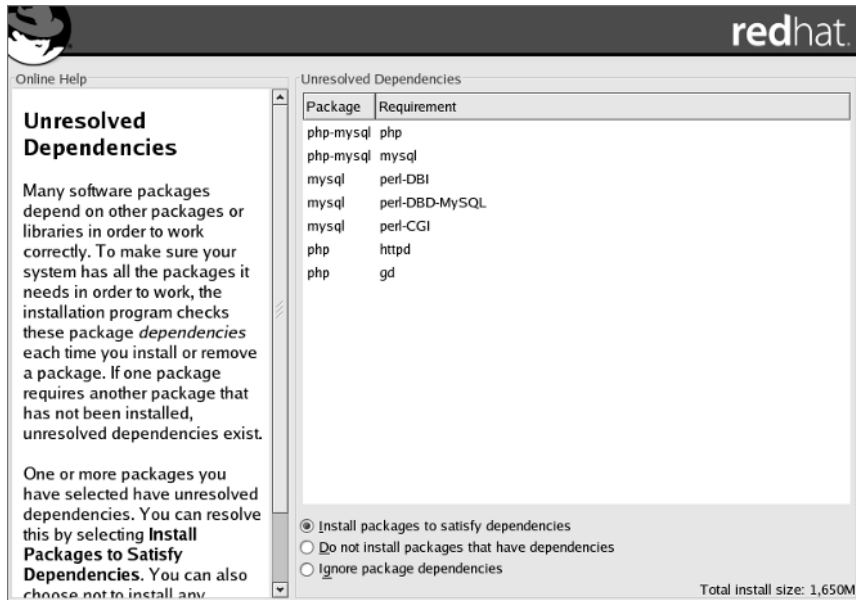 redhat.
Online Help
Unresolved
Dependencies
Many software packages
depend on other packages or
libraries in order to work
correctly. To make sure your
system has all the packages it
needs in order to work, the
installation program checks
these package dependencies
each time you install or remove
a package. If one package
requires another package that
has not been installed,
unresolved dependencies exist.
One or more packages you
have selected have unresolved
dependencies. You can resolve
this by selecting Install
Packages to Satisfy
Dependencies. You can also
choose not to install any
Unresolved Dependencies
Package Requirement
php-mysql php
php-mysql mysql
mysql perl-DBI
mysql perl-DBD-MySQL
mysql perl-CGI
php httpd
php gd
Install packages to satisfy dependencies
Do not install packages that have dependencies
Ignore package dependencies
Total install size: 1,650M